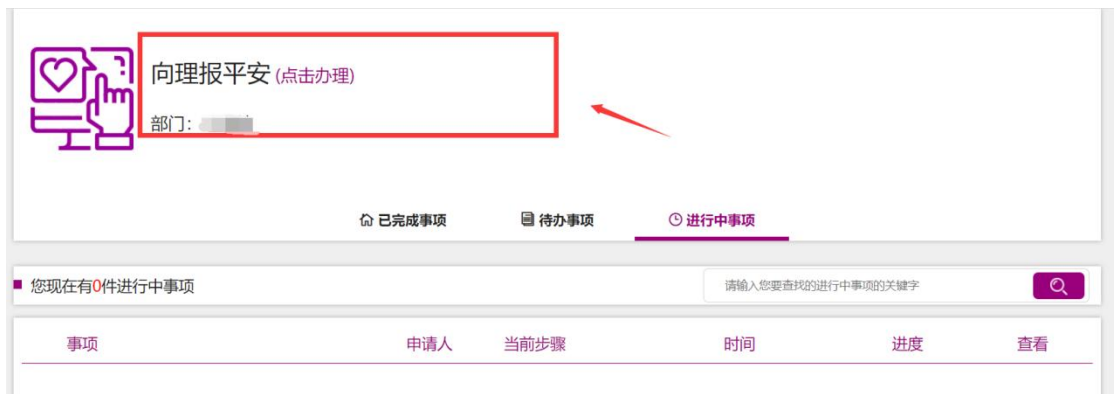 向理报平安(点击办理)
部门：
已完成事项 待办事项 进行中事项
您现在有0件进行中事项 请输入您要查找的进行中事项的关键字
事项 申请人 当前步骤 时间 进度 查看